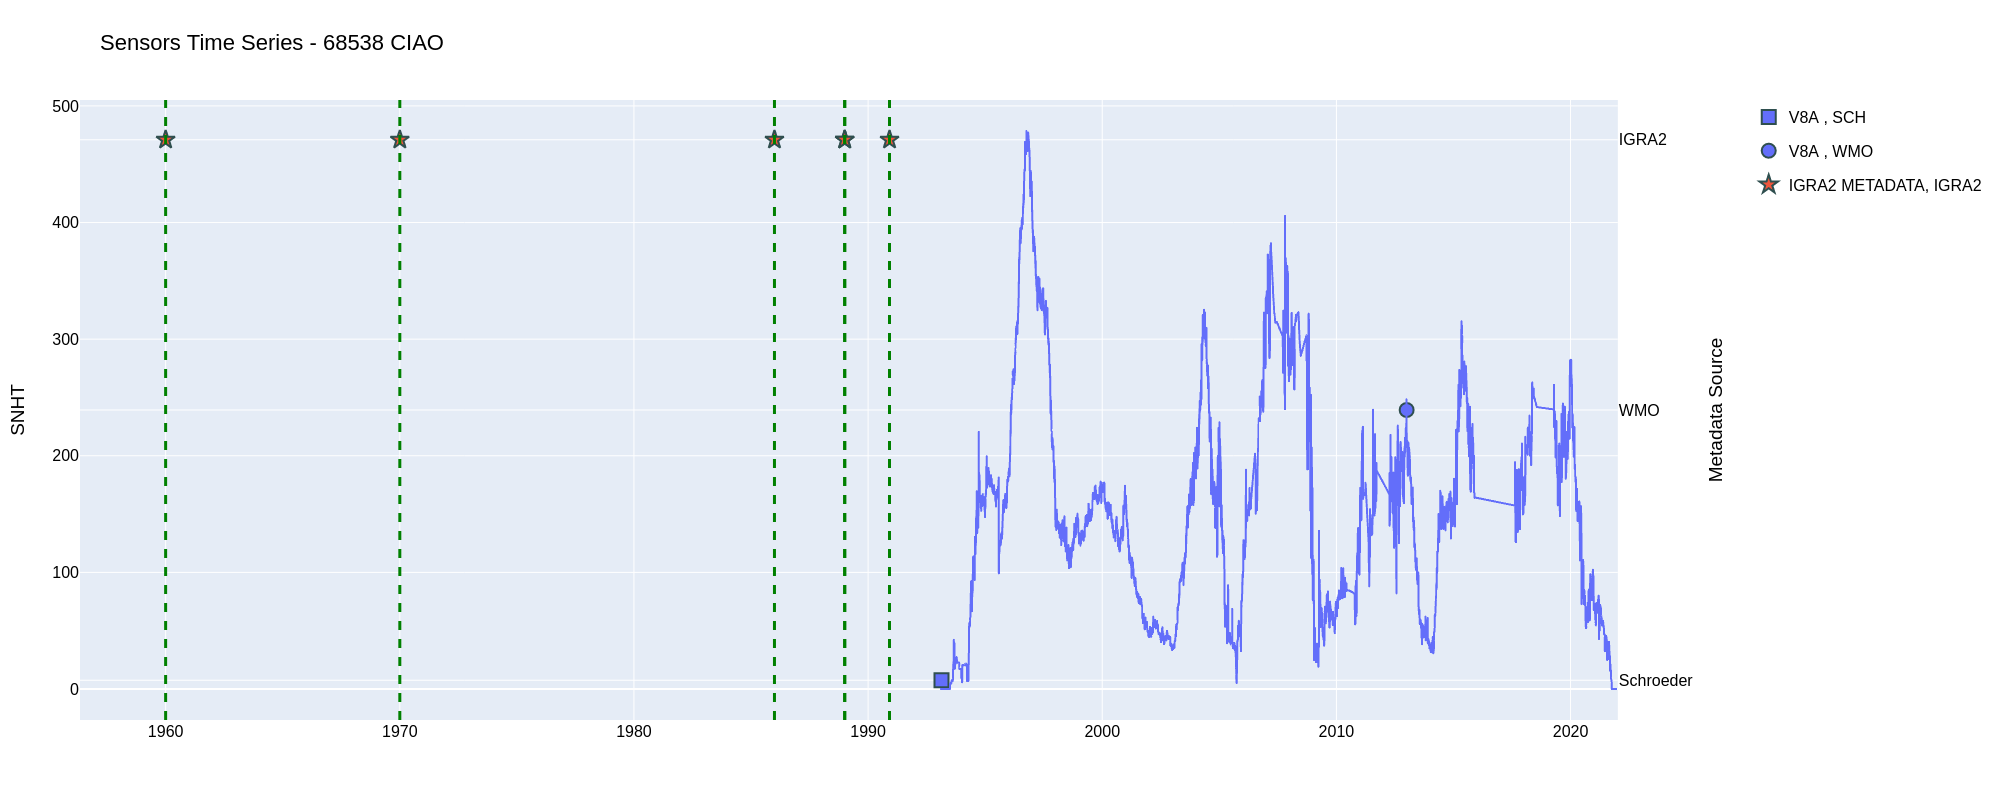 Sensors Time Series - 68538 CIAO
500
400
300
200
100
0
SNHT
1960
1970
1980
1990
2000
2010
2020
IGRA2
WMO
Schroeder
Metadata Source
V8A , SCH
V8A , WMO
IGRA2 METADATA, IGRA2